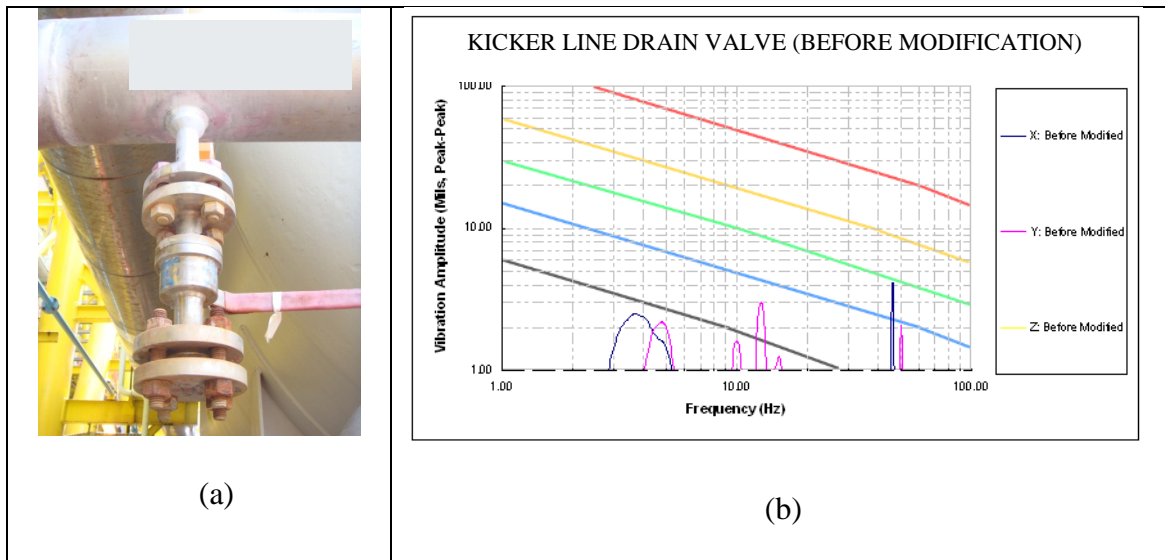 KICKER LINE DRAIN VALVE (BEFORE MODIFICATION)
Vibration Amplitude (Mils, Peak-Peak)
100.00
10.00
1.00
1.00
10.00
100.00
Frequency (Hz)
X: Before Modified
Y: Before Modified
Z: Before Modified
(a)
(b)